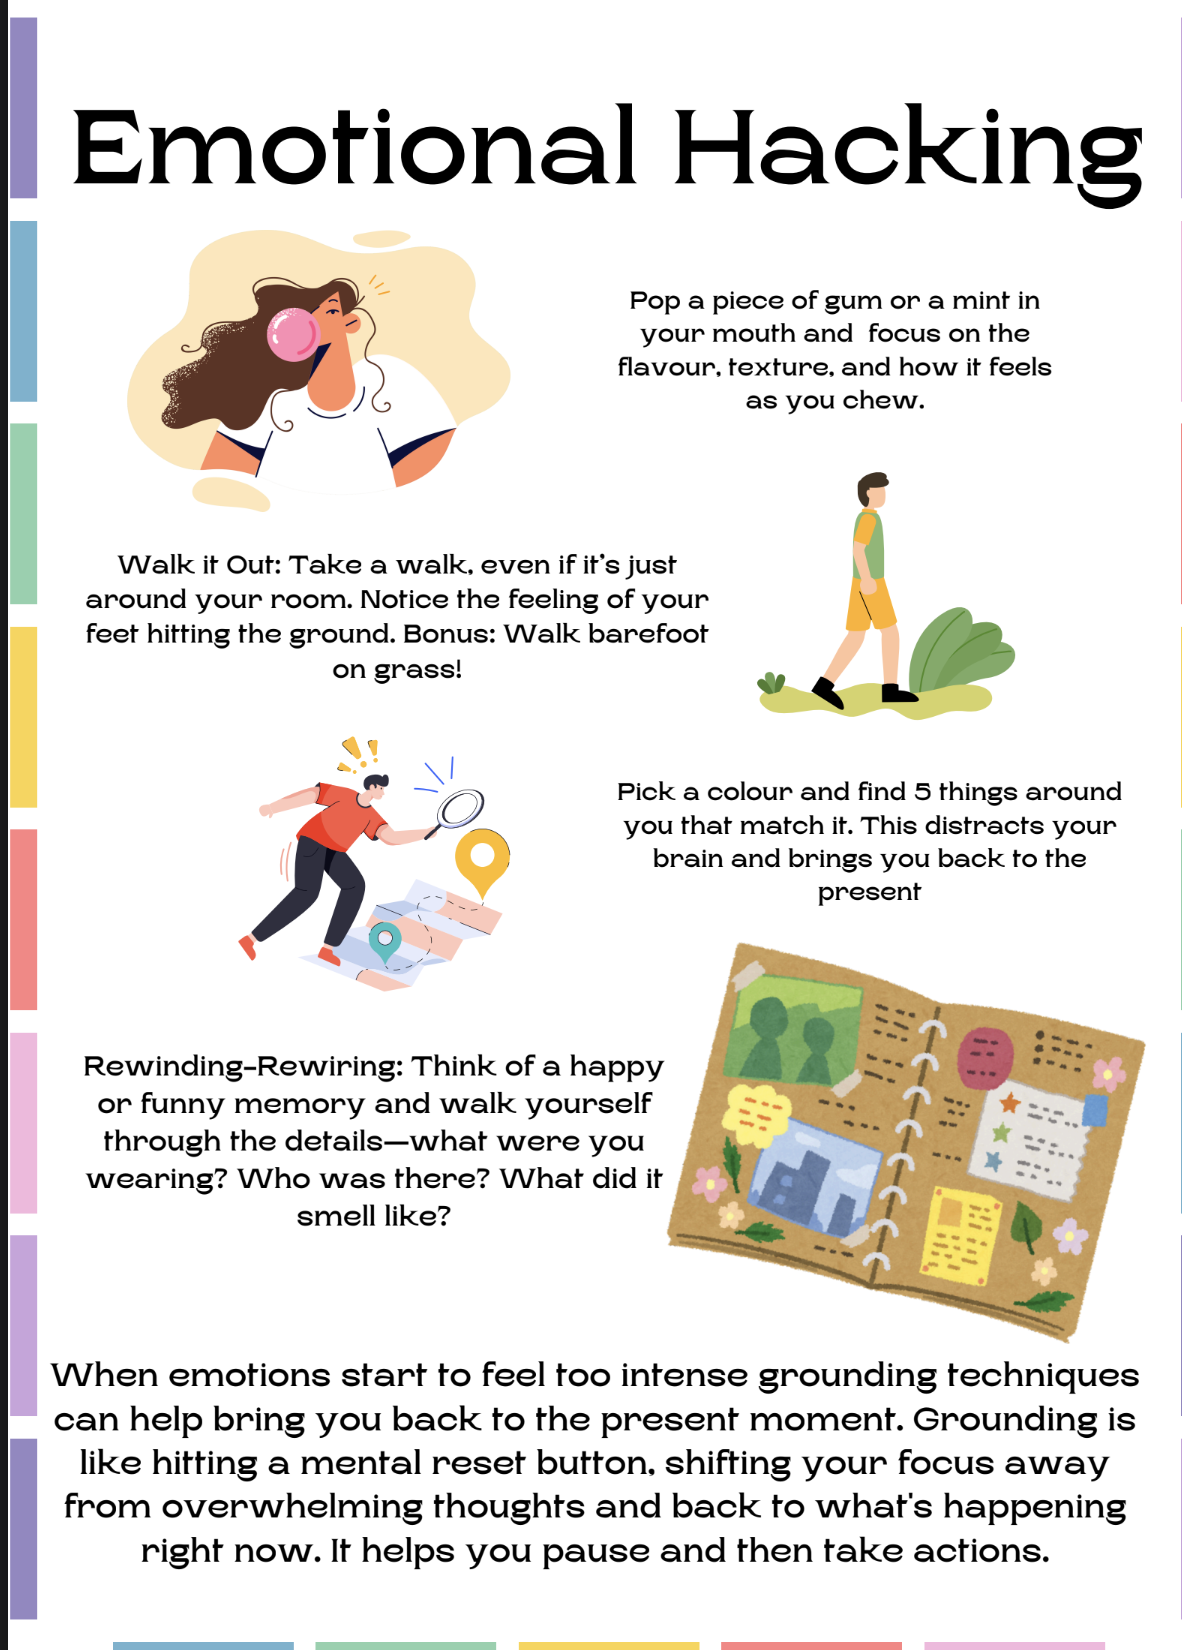 Emotional Hacking
Pop a piece of gum or a mint in
your mouth and  focus on the
flavour, texture, and how it feels
as you chew.
Walk it Out: Take a walk, even if it's just
around your room. Notice the feeling of your
feet hitting the ground. Bonus: Walk barefoot
on grass!
Pick a colour and find 5 things around
you that match it. This distracts your
brain and brings you back to the
present
Rewinding-Rewiring: Think of a happy
or funny memory and walk yourself
through the details—what were you
wearing? Who was there? What did it
smell like?
When emotions start to feel too intense grounding techniques
can help bring you back to the present moment. Grounding is
like hitting a mental reset button, shifting your focus away
from overwhelming thoughts and back to what's happening
right now. It helps you pause and then take actions.